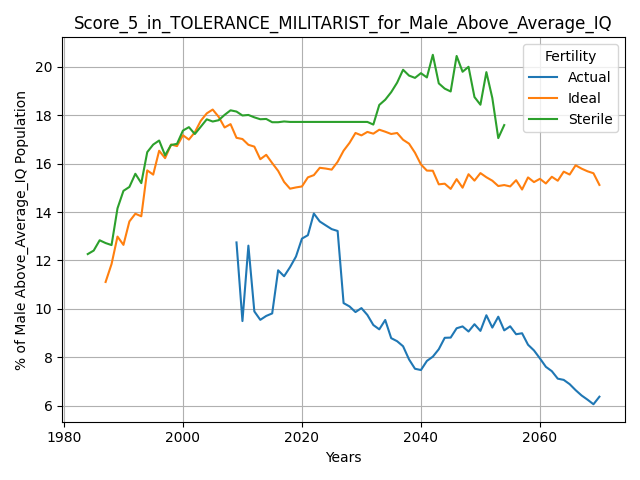 Score_5_in_TOLERANCE_MILITARIST_for_Male_Above_Average_IQ
Fertility
Actual
Ideal
Sterile
% of Male Above_Average_IQ Population
20
18
16
14
12
10
8
6
1980
2000
2020
2040
2060
Years